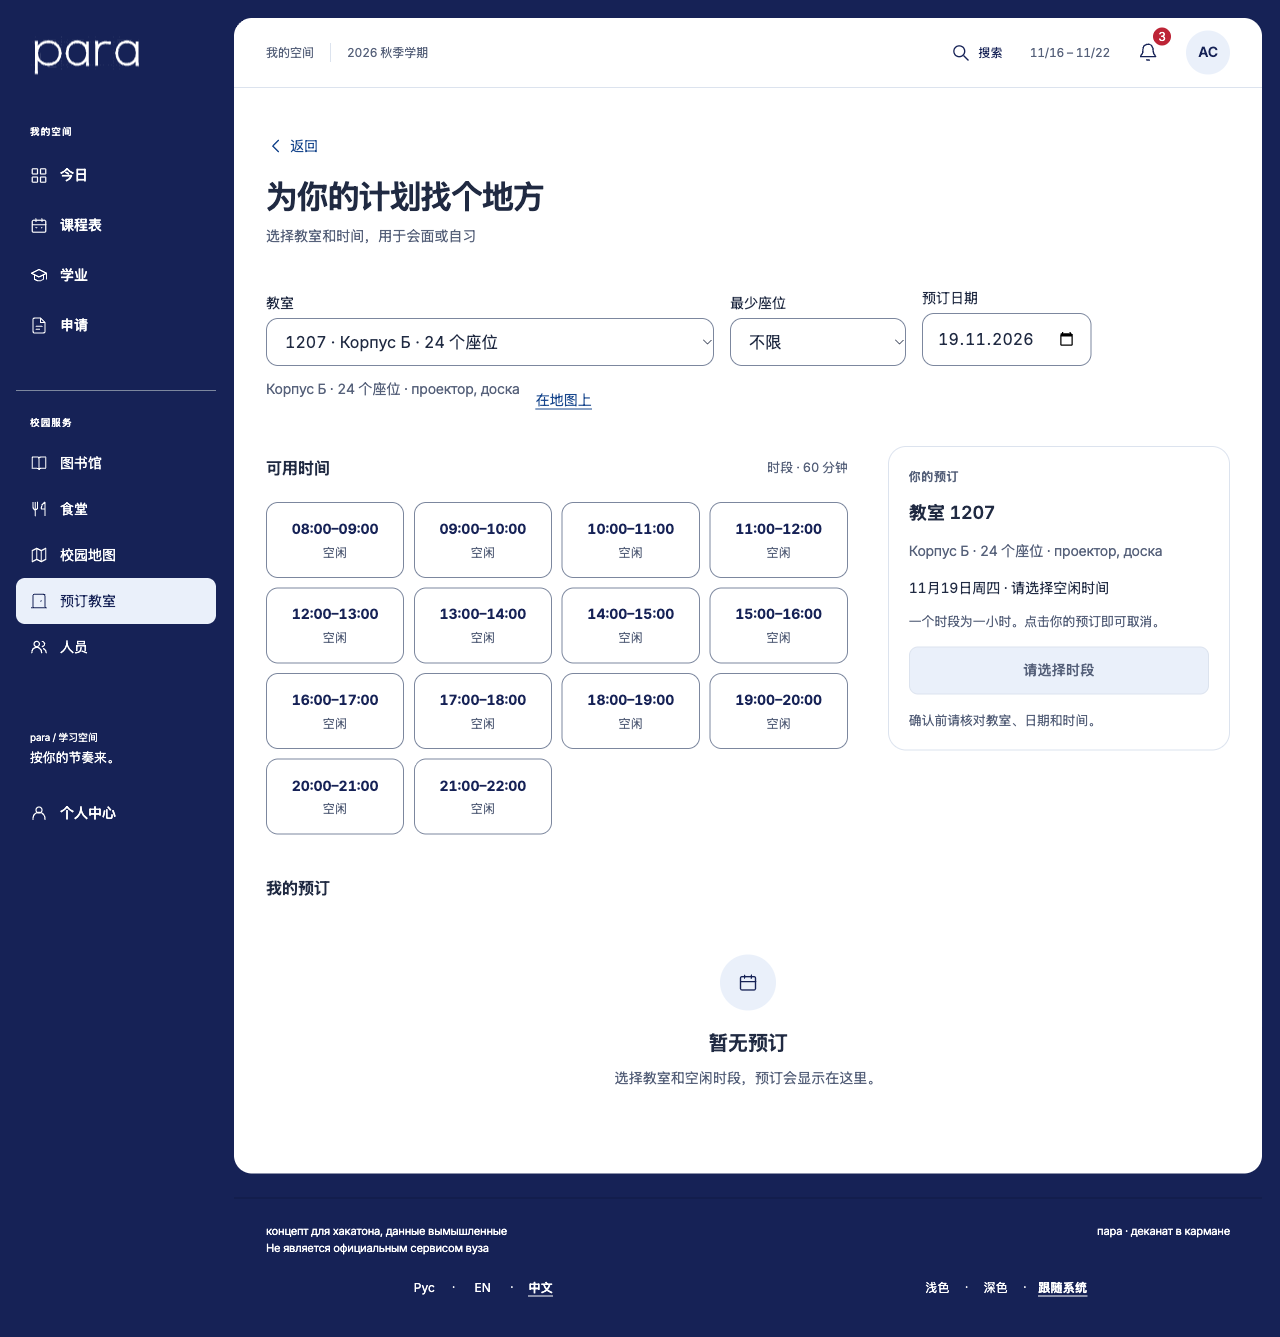 para
我的空间
今日
课程表
学业
申请
校园服务
图书馆
食堂
校园地图
预订教室
人员
para / 学习空间
按你的节奏来。
个人中心
我的空间
2026 秋季学期
搜索
11/16 – 11/22
3
AC
返回
为你的计划找个地方
选择教室和时间，用于会面或自习
教室
1207 · Корпус Б · 24 个座位
最少座位
不限
预订日期
19.11.2026
Корпус Б · 24 个座位 · проектор, доска
在地图上
可用时间
时段 · 60 分钟
08:00–09:00
空闲
09:00–10:00
空闲
10:00–11:00
空闲
11:00–12:00
空闲
12:00–13:00
空闲
13:00–14:00
空闲
14:00–15:00
空闲
15:00–16:00
空闲
16:00–17:00
空闲
17:00–18:00
空闲
18:00–19:00
空闲
19:00–20:00
空闲
20:00–21:00
空闲
21:00–22:00
空闲
你的预订
教室 1207
Корпус Б · 24 个座位 · проектор, доска
11月19日周四 · 请选择空闲时间
一个时段为一小时。点击你的预订即可取消。
请选择时段
确认前请核对教室、日期和时间。
我的预订
暂无预订
选择教室和空闲时段，预订会显示在这里。
концепт для хакатона, данные вымышленные
Не является официальным сервисом вуза
пара · деканат в кармане
Рус · EN · 中文
浅色 · 深色 · 跟随系统